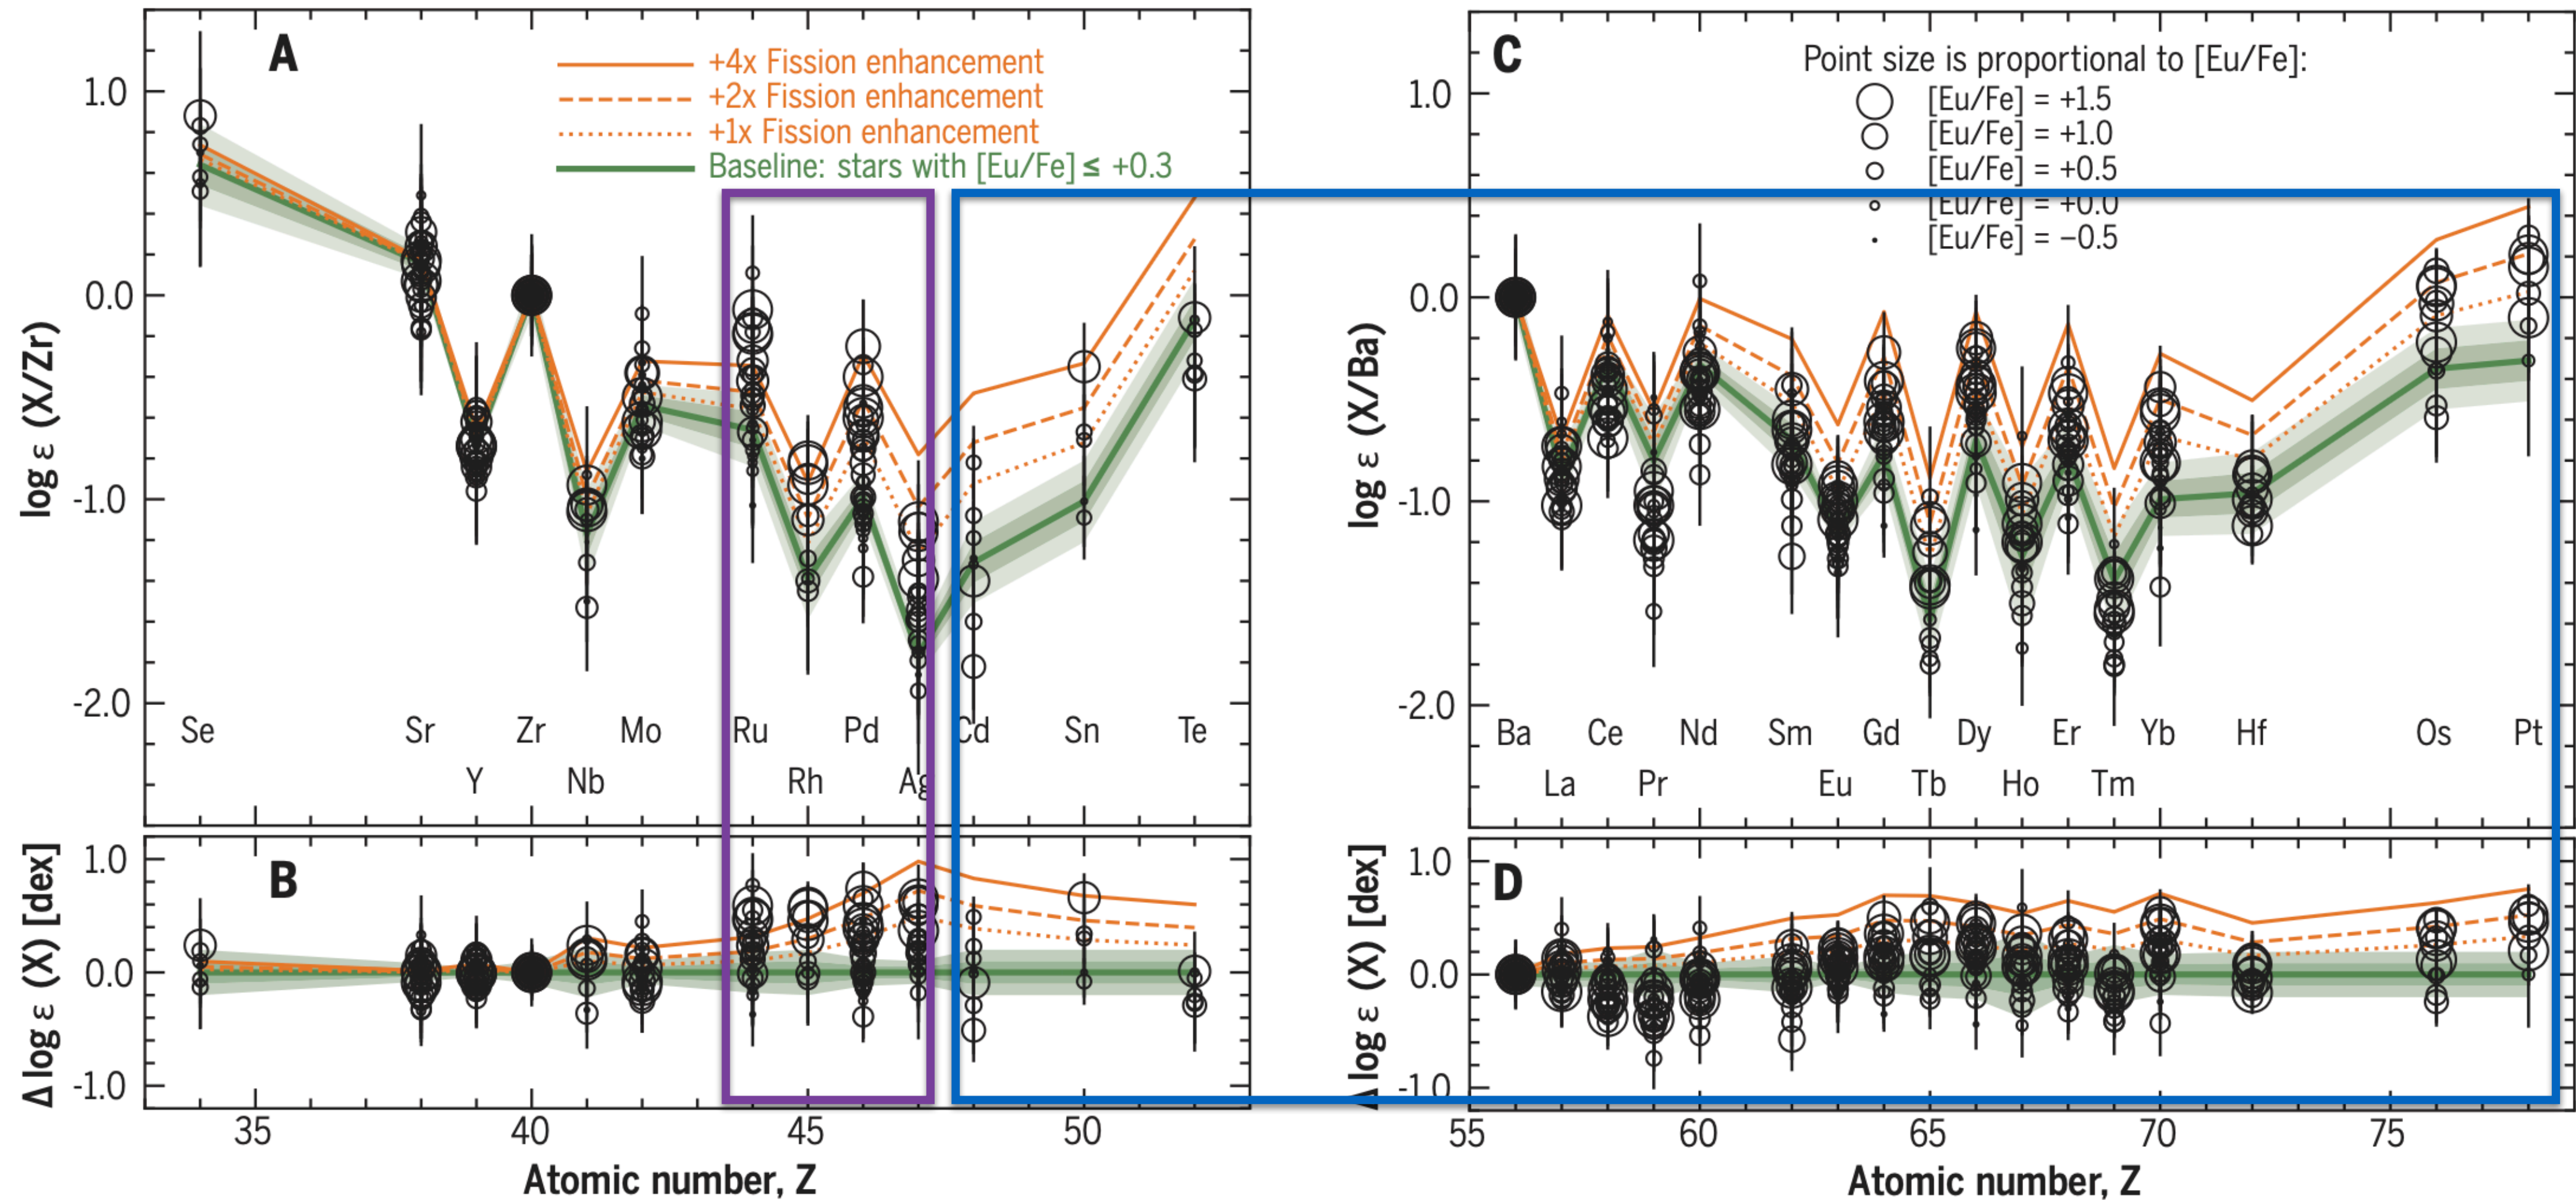 A
+4x Fission enhancement
+2x Fission enhancement
+1x Fission enhancement
Baseline: stars with [Eu/Fe] ≤ +0.3
log ε (X/Zr)
1.0
0.0
-1.0
-2.0
Se
Sr
Zr
Mo
Ru
Pd
Cd
Sn
Te
Y
Nb
Rh
Ag
B
Δ log ε (X) [dex]
1.0
0.0
-1.0
35
40
45
50
Atomic number, Z
C
Point size is proportional to [Eu/Fe]:
[Eu/Fe] = +1.5
[Eu/Fe] = +1.0
[Eu/Fe] = +0.5
[Eu/Fe] = +0.0
[Eu/Fe] = −0.5
log ε (X/Ba)
1.0
0.0
-1.0
-2.0
Ba
Ce
Nd
Sm
Gd
Dy
Er
Yb
Hf
Os
Pt
La
Pr
Eu
Tb
Ho
Tm
D
Δ log ε (X) [dex]
1.0
0.0
-1.0
55
60
65
70
75
Atomic number, Z